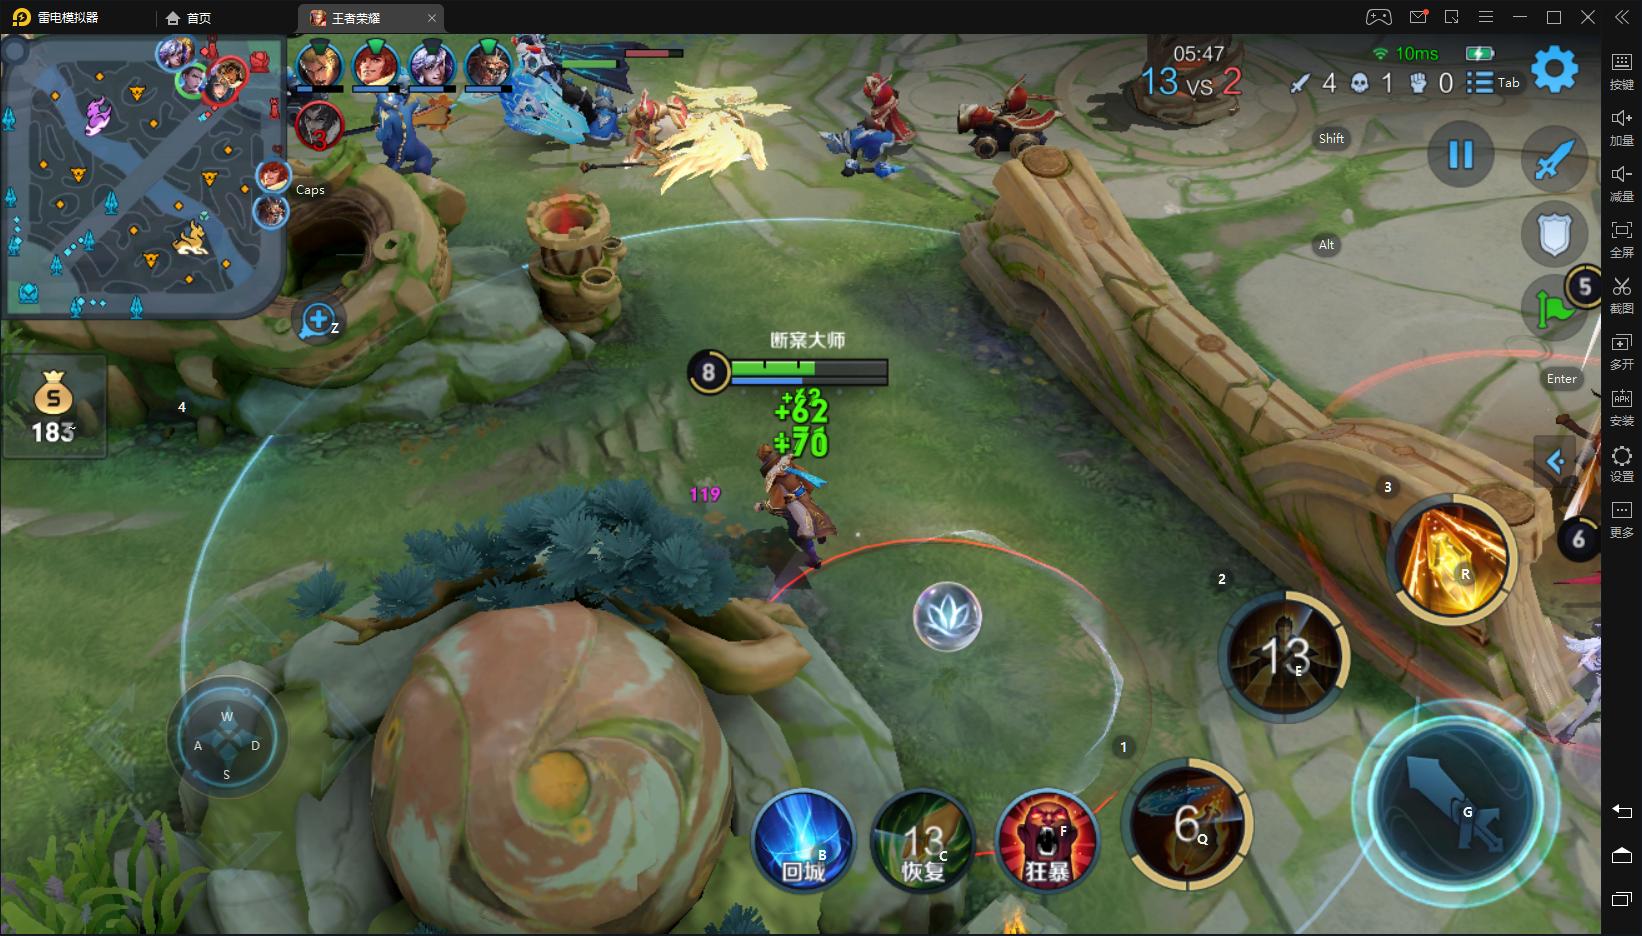 雷电模拟器
首页
王者荣耀
05:47
13 vs 2
10ms
4 1 0
Tab
3
Caps
Shift
Alt
Z
5
Enter
183
4
断案大师
8
+62
+70
119
3
R
6
2
13
E
W
A D
S
1
6
Q
G
B
回城
13
C
恢复
F
狂暴
按键
加量
减量
全屏
截图
多开
APK
安装
设置
更多